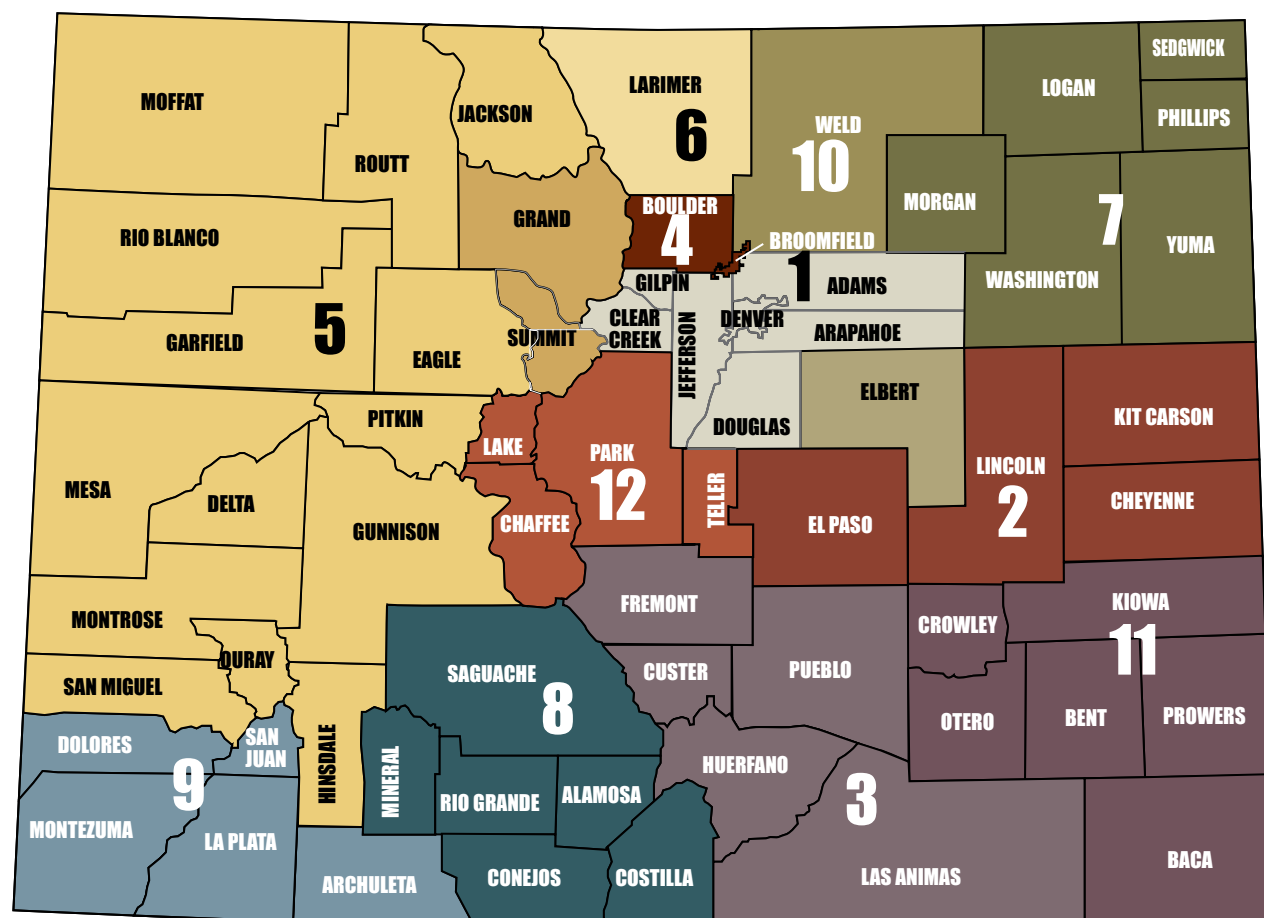 SEDGWICK
LOGAN
LARIMER
MOFFAT
JACKSON
PHILLIPS
WELD
6
10
ROUTT
MORGAN
BOULDER
GRAND
7
4
RIO BLANCO
BROOMFIELD
YUMA
1
WASHINGTON
GILPIN
ADAMS
5
CLEAR
CREEK
DENVER
ARAPAHOE
GARFIELD
SUMMIT
JEFFERSON
EAGLE
ELBERT
PITKIN
KIT CARSON
DOUGLAS
LAKE
PARK
LINCOLN
MESA
12
2
CHEYENNE
DELTA
TELLER
CHAFFEE
EL PASO
GUNNISON
FREMONT
KIOWA
MONTROSE
CROWLEY
11
OURAY
SAGUACHE
CUSTER
PUEBLO
SAN MIGUEL
8
PROWERS
BENT
OTERO
DOLORES
SAN
JUAN
HINSDALE
MINERAL
HUERFANO
9
RIO GRANDE
ALAMOSA
3
MONTEZUMA
LA PLATA
BACA
ARCHULETA
CONEJOS
COSTILLA
LAS ANIMAS